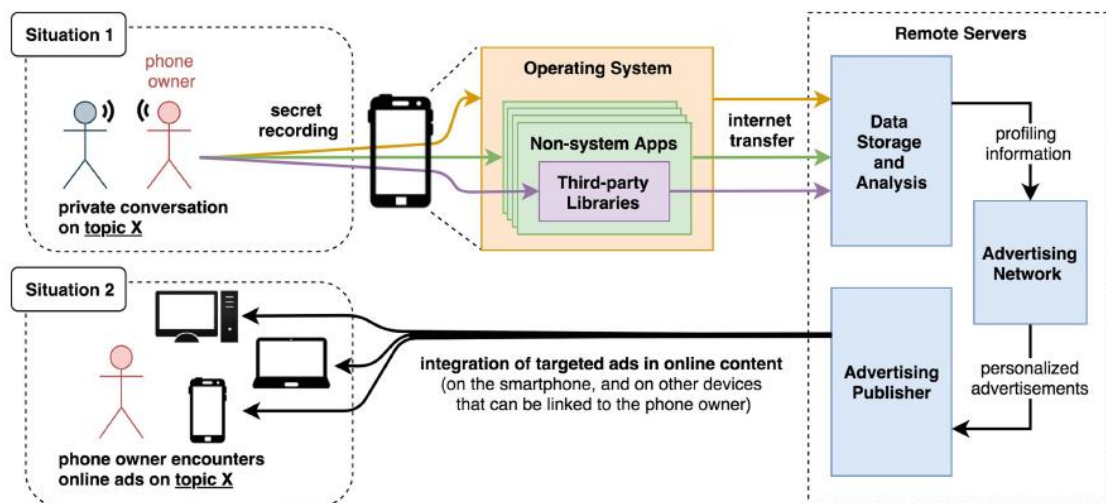 Situation 1
phone
owner
secret
recording
private conversation
on topic X
Operating System
Non-system Apps
Third-party
Libraries
internet
transfer
Remote Servers
Data
Storage
and
Analysis
profiling
information
Advertising
Network
personalized
advertisements
Advertising
Publisher
integration of targeted ads in online content
(on the smartphone, and on other devices
that can be linked to the phone owner)
Situation 2
phone owner encounters
online ads on topic X